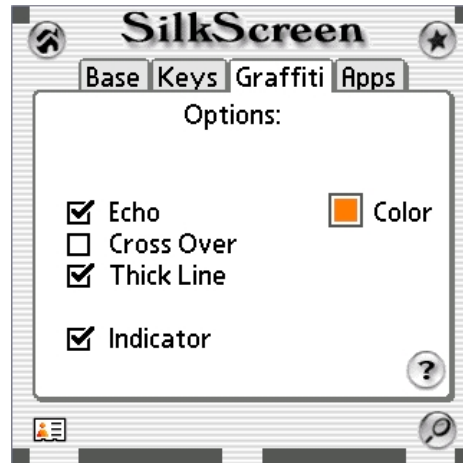 SilkScreen
Base Keys Graffiti Apps
Options:
Echo Color
Cross Over
Thick Line
Indicator
?